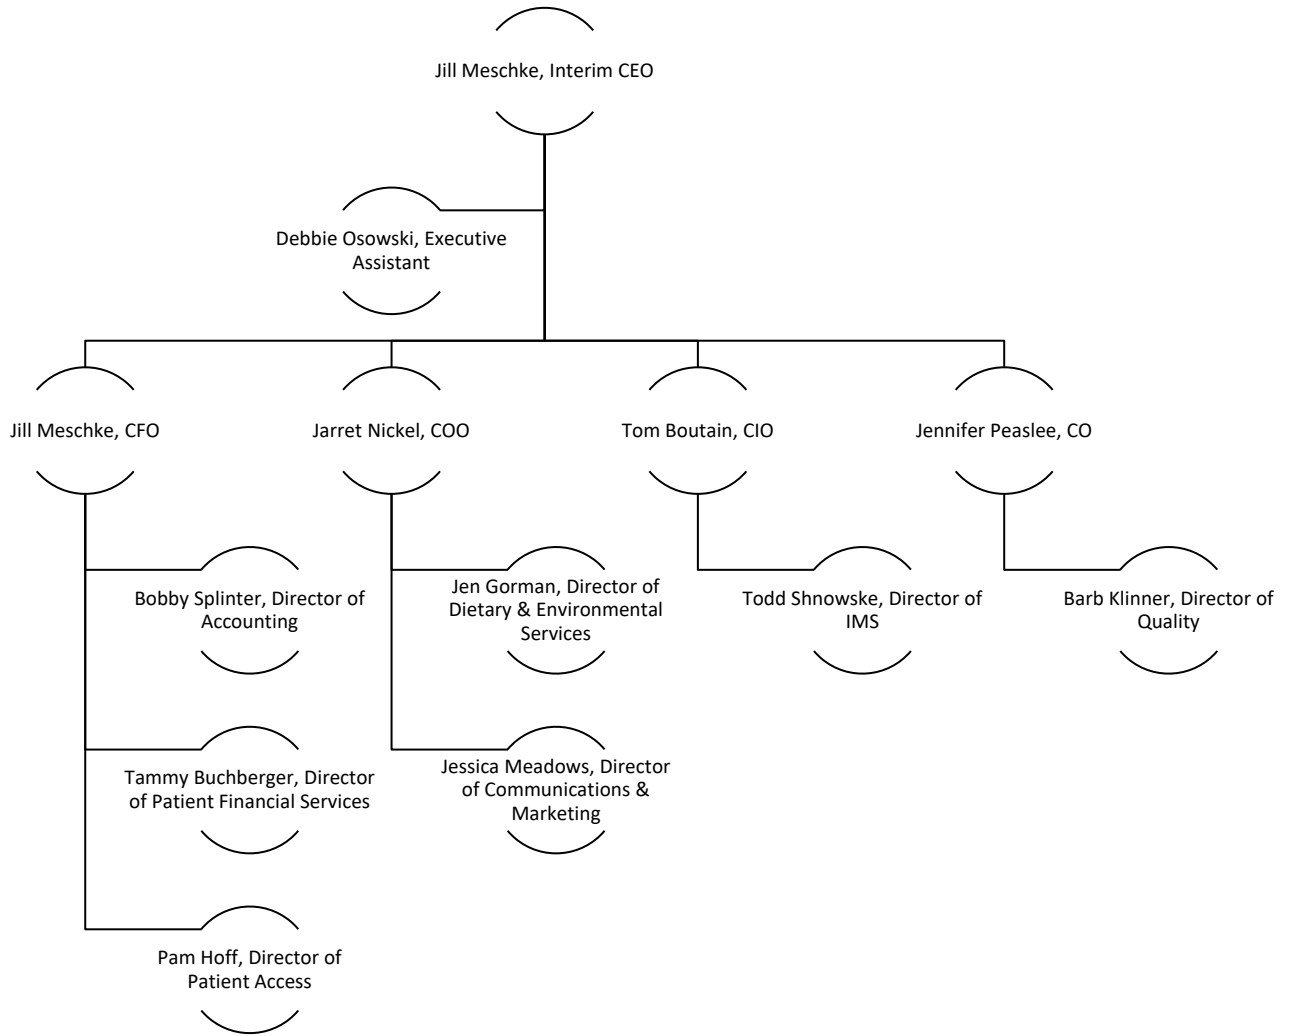 Jill Meschke, Interim CEO
Debbie Osowski, Executive
Assistant
Jill Meschke, CFO
Jarret Nickel, COO
Tom Boutain, CIO
Jennifer Peaslee, CO
Bobby Splinter, Director of
Accounting
Jen Gorman, Director of
Dietary & Environmental
Services
Todd Shnowske, Director of
IMS
Barb Klinner, Director of
Quality
Tammy Buchberger, Director
of Patient Financial Services
Jessica Meadows, Director
of Communications &
Marketing
Pam Hoff, Director of
Patient Access